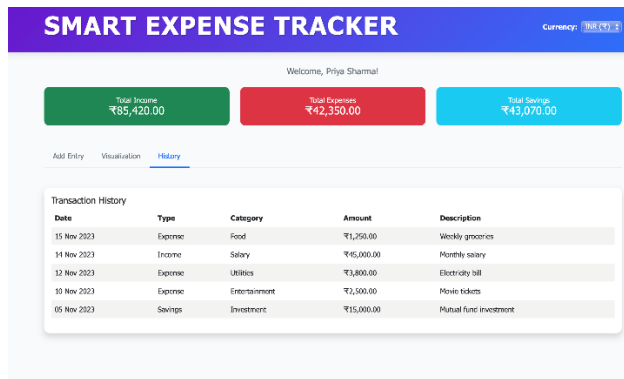 SMART EXPENSE TRACKER
Currency: INR (₹)
Welcome, Priya Sharma!
Total Income
₹85,420.00
Total Expenses
₹42,350.00
Total Savings
₹43,070.00
Add Entry Visualization History
Transaction History
Date Type Category Amount Description
15 Nov 2023 Expense Food ₹1,250.00 Weekly groceries
14 Nov 2023 Income Salary ₹45,000.00 Monthly salary
12 Nov 2023 Expense Utilities ₹3,800.00 Electricity bill
10 Nov 2023 Expense Entertainment ₹2,500.00 Movie tickets
05 Nov 2023 Savings Investment ₹15,000.00 Mutual fund investment